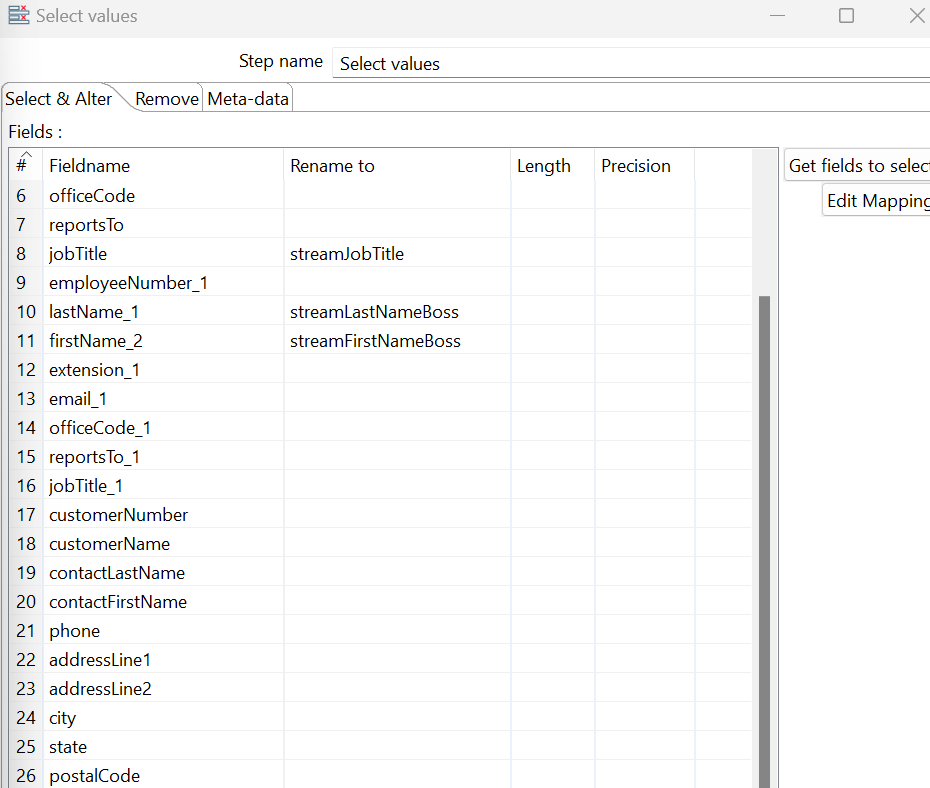 Select values
Step name Select values
Select & Alter Remove Meta-data
Fields :
# Fieldname Rename to Length Precision Get fields to select
6 officeCode Edit Mapping
7 reportsTo
8 jobTitle streamJobTitle
9 employeeNumber_1
10 lastName_1 streamLastNameBoss
11 firstName_2 streamFirstNameBoss
12 extension_1
13 email_1
14 officeCode_1
15 reportsTo_1
16 jobTitle_1
17 customerNumber
18 customerName
19 contactLastName
20 contactFirstName
21 phone
22 addressLine1
23 addressLine2
24 city
25 state
26 postalCode